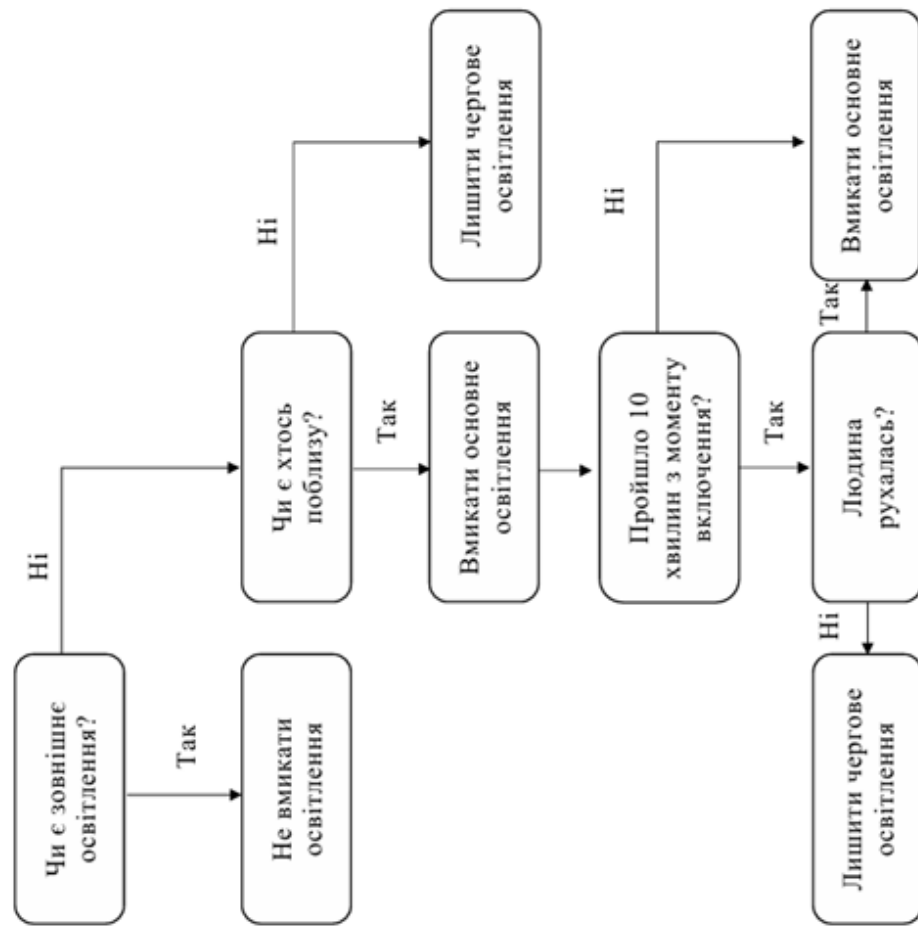 Чи є зовнішнє
освітлення?
Ні
Так
Не вмикати
освітлення
Чи є хтось
поблизу?
Ні
Так
Лишити чергове
освітлення
Вмикати основне
освітлення
Пройшло 10
хвилин з моменту
включення?
Ні
Так
Людина
рухалась?
Ні
Так
Лишити чергове
освітлення
Вмикати основне
освітлення